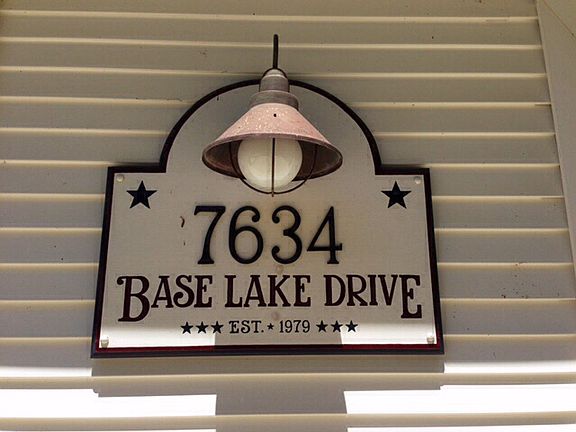 7634
BASE LAKE DRIVE
★★★ EST. ★ 1979 ★★★